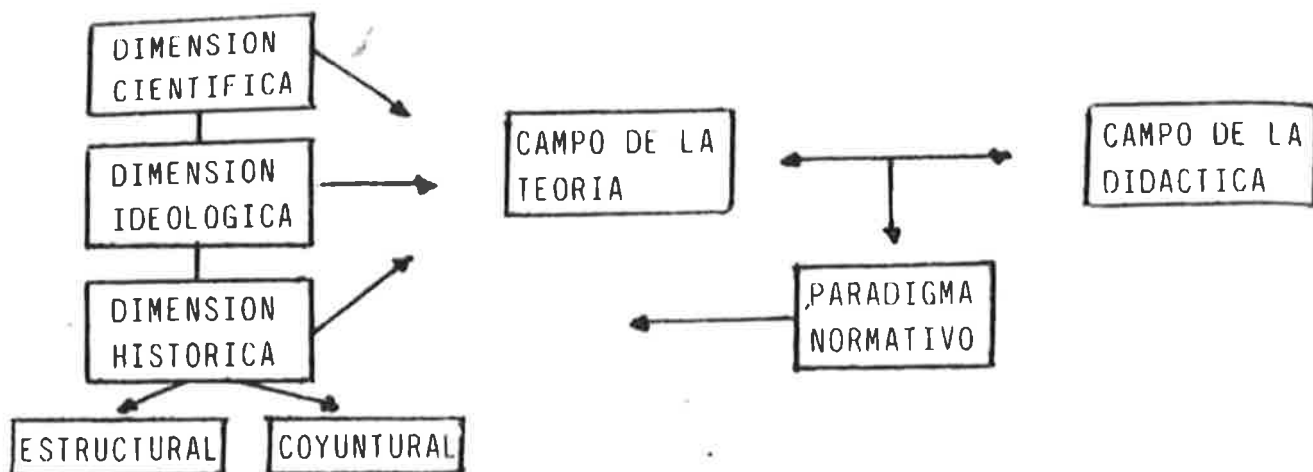 DIMENSION
CIENTIFICA
DIMENSION
IDEOLOGICA
DIMENSION
HISTORICA
ESTRUCTURAL
COYUNTURAL
CAMPO DE LA
TEORIA
PARADIGMA
NORMATIVO
CAMPO DE LA
DIDACTICA